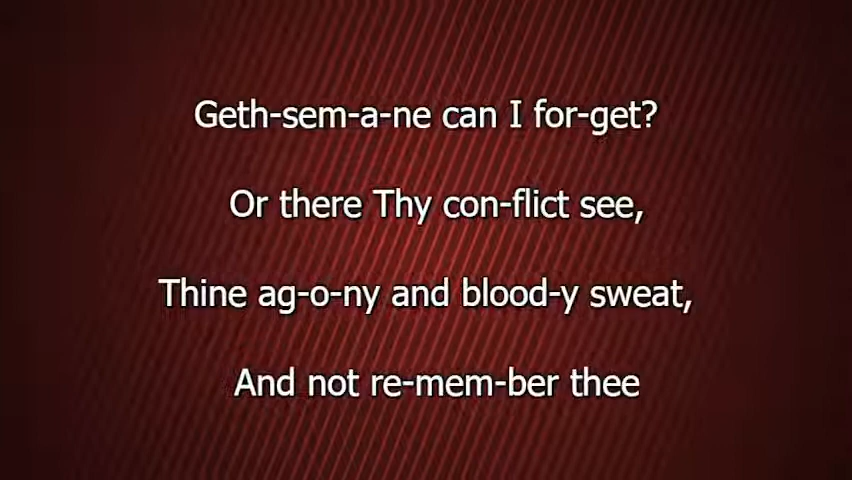 Geth-sem-a-ne can I for-get?
Or there Thy con-flict see,
Thine ag-o-ny and blood-y sweat,
And not re-mem-ber thee